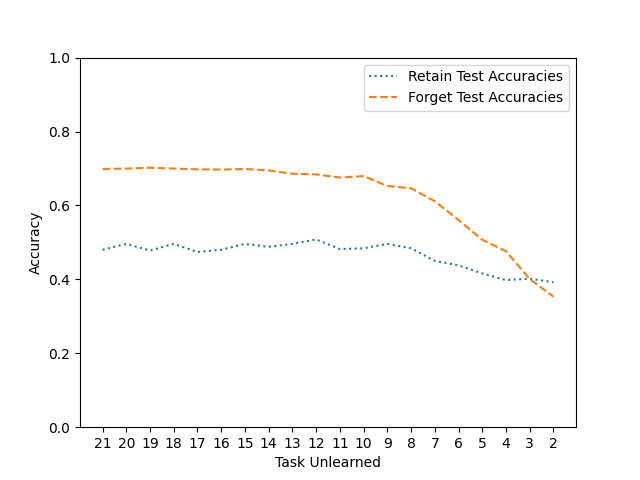 1.0
0.8
0.6
0.4
0.2
0.0
Accuracy
Retain Test Accuracies
Forget Test Accuracies
21 20 19 18 17 16 15 14 13 12 11 10 9 8 7 6 5 4 3 2
Task Unlearned